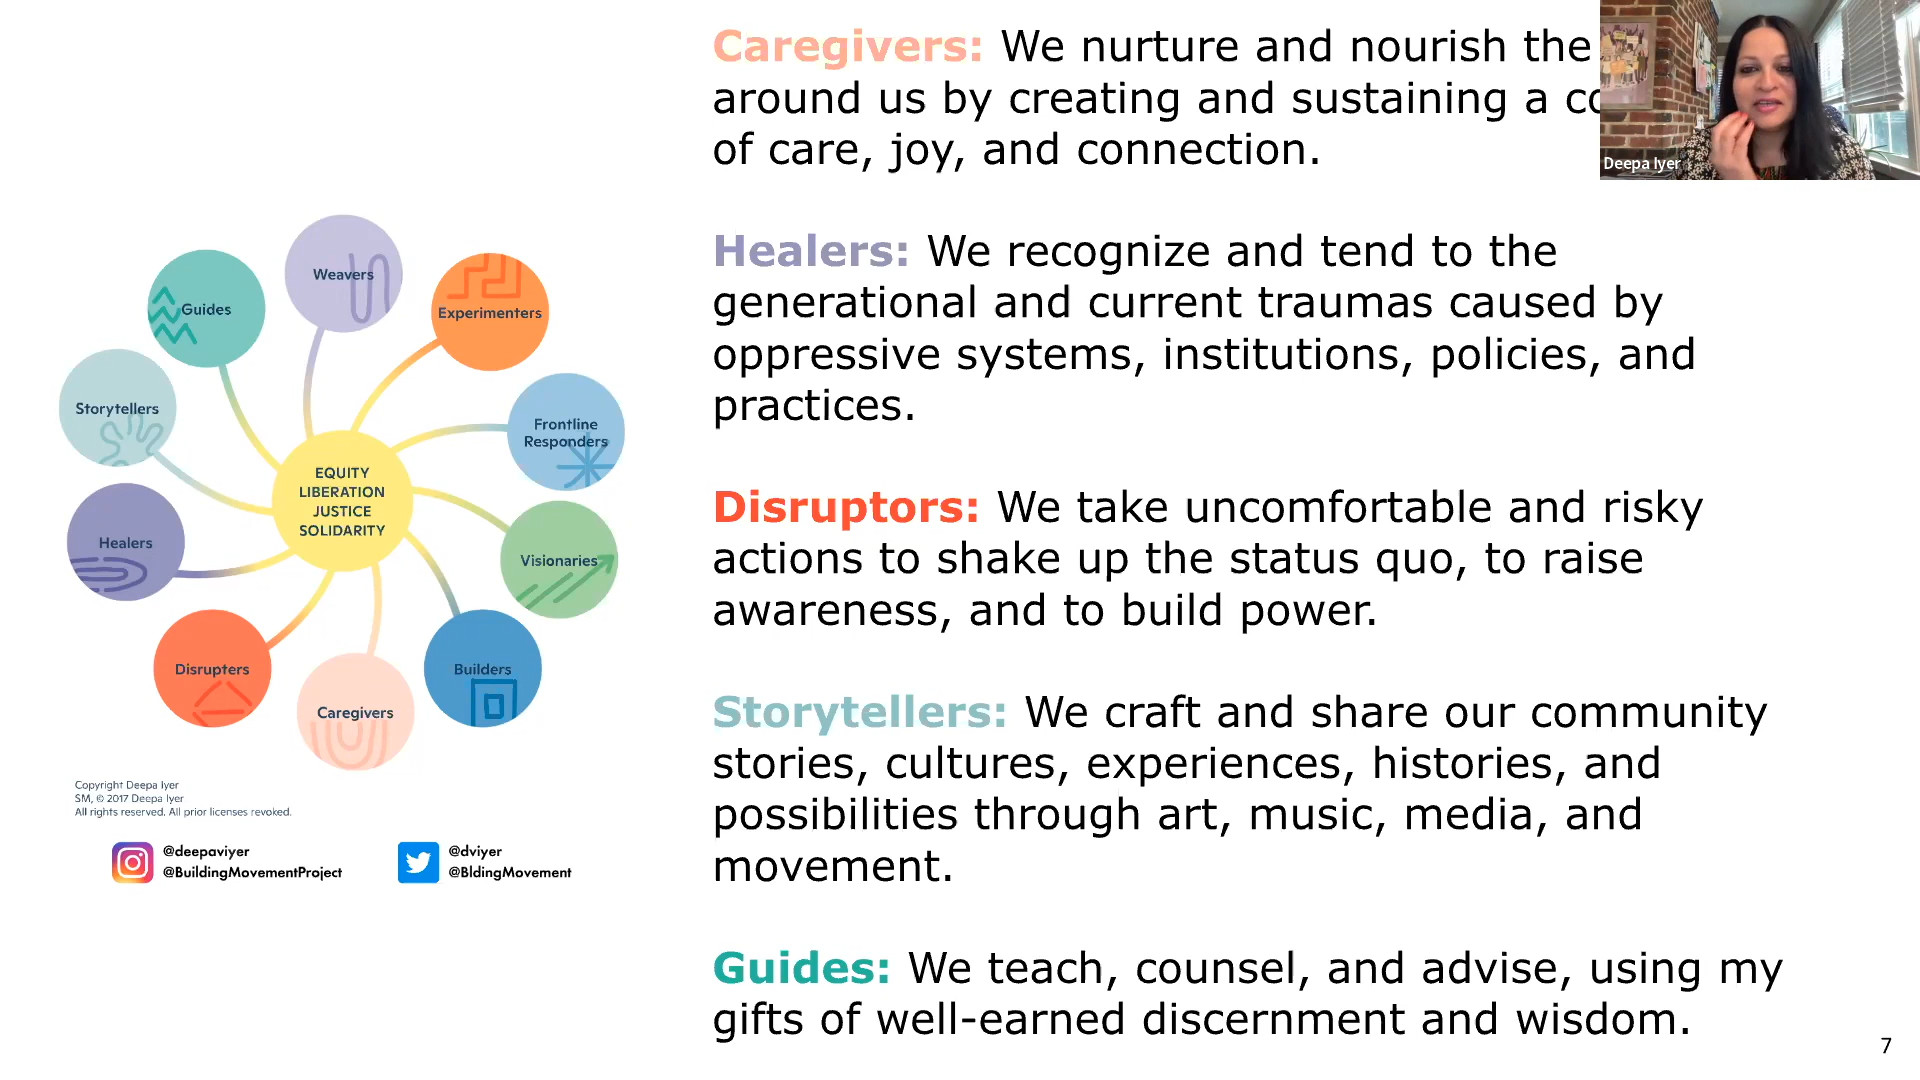 Caregivers: We nurture and nourish the
around us by creating and sustaining a
of care, joy, and connection.
Healers: We recognize and tend to the
generational and current traumas caused by
oppressive systems, institutions, policies, and
practices.
Disruptors: We take uncomfortable and risky
actions to shake up the status quo, to raise
awareness, and to build power.
Storytellers: We craft and share our community
stories, cultures, experiences, histories, and
possibilities through art, music, media, and
movement.
Guides: We teach, counsel, and advise, using my
gifts of well-earned discernment and wisdom.
Deepa Iyer
Weavers
Guides
Experimenters
Storytellers
Frontline
Responders
EQUITY
LIBERATION
JUSTICE
SOLIDARITY
Healers
Visionaries
Disrupters
Builders
Caregivers
Copyright Deepa Iyer
SM, © 2017 Deepa Iyer
All rights reserved. All prior licenses revoked.
@deepaviyer
@BuildingMovementProject
@dviyer
@BldingMovement
7